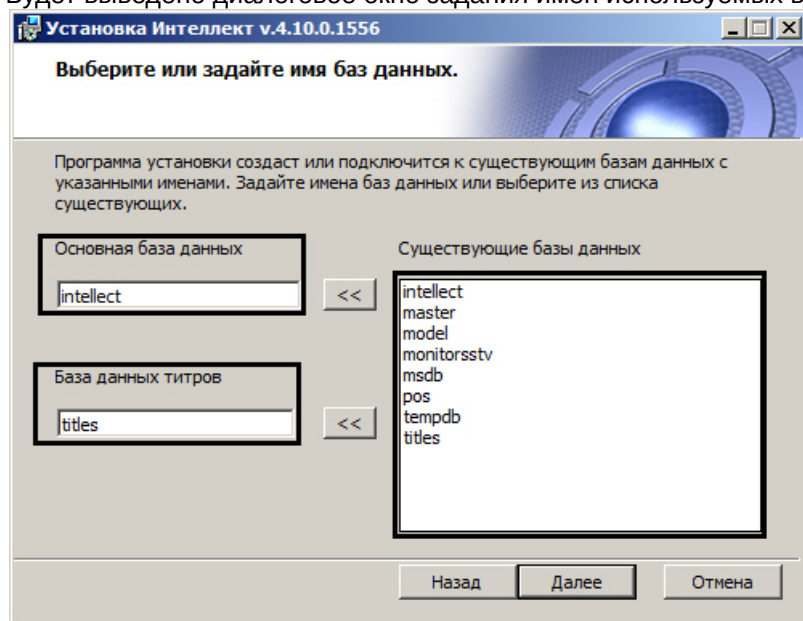 Будет выведено диалоговое окно задания имен используемых в
Установка Интеллект v.4.10.0.1556
Выберите или задайте имя баз данных.
Программа установки создаст или подключится к существующим базам данных с
указанными именами. Задайте имена баз данных или выберите из списка
существующих.
Основная база данных
intellect
<<
База данных титров
titles
<<
Существующие базы данных
intellect
master
model
monitorsstv
msdb
pos
tempdb
titles
Назад
Далее
Отмена